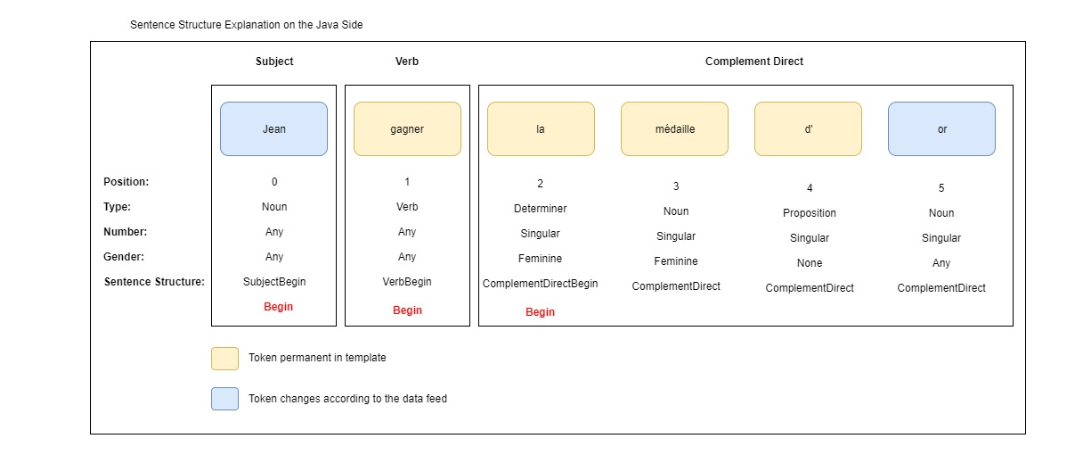 Sentence Structure Explanation on the Java Side
Subject Verb Complement Direct
Jean gagner la médaille d' or
Position: 0 1 2 3 4 5
Type: Noun Verb Determiner Noun Proposition Noun
Number: Any Any Singular Singular Singular Singular
Gender: Any Any Feminine Feminine None Any
Sentence Structure: SubjectBegin VerbBegin ComplementDirectBegin ComplementDirect ComplementDirect ComplementDirect
Begin Begin Begin
Token permanent in template
Token changes according to the data feed